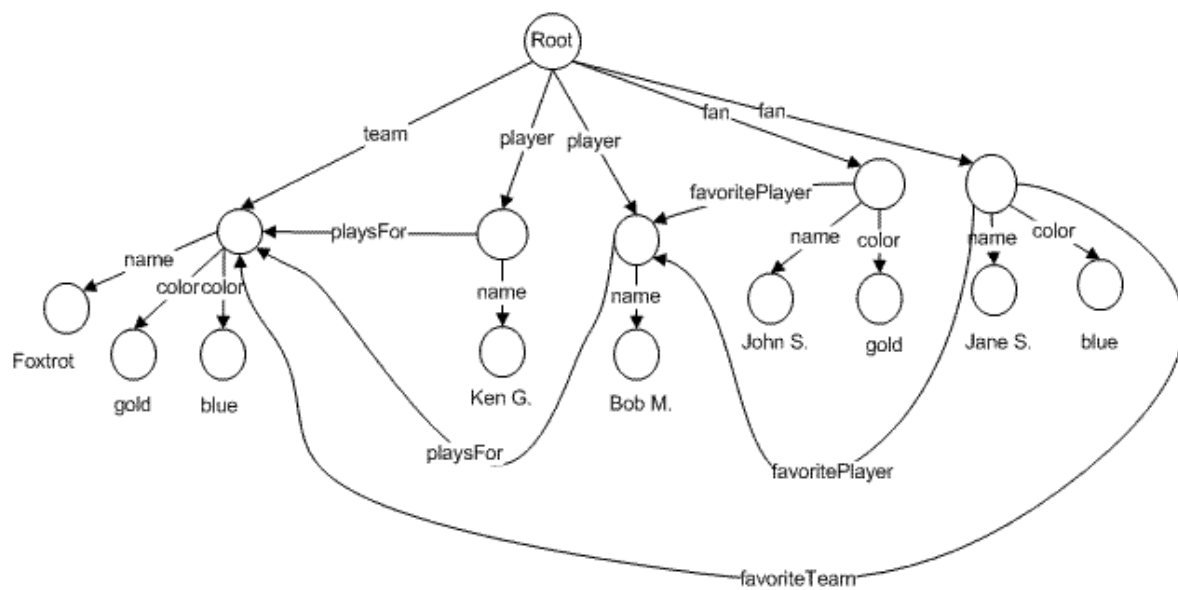 Root
team
player
player
fan
fan
favoritePlayer
playsFor
name
color
color
name
name
name
color
name
color
Foxtrot
gold
blue
Ken G.
Bob M.
John S.
gold
Jane S.
blue
playsFor
favoritePlayer
favoriteTeam